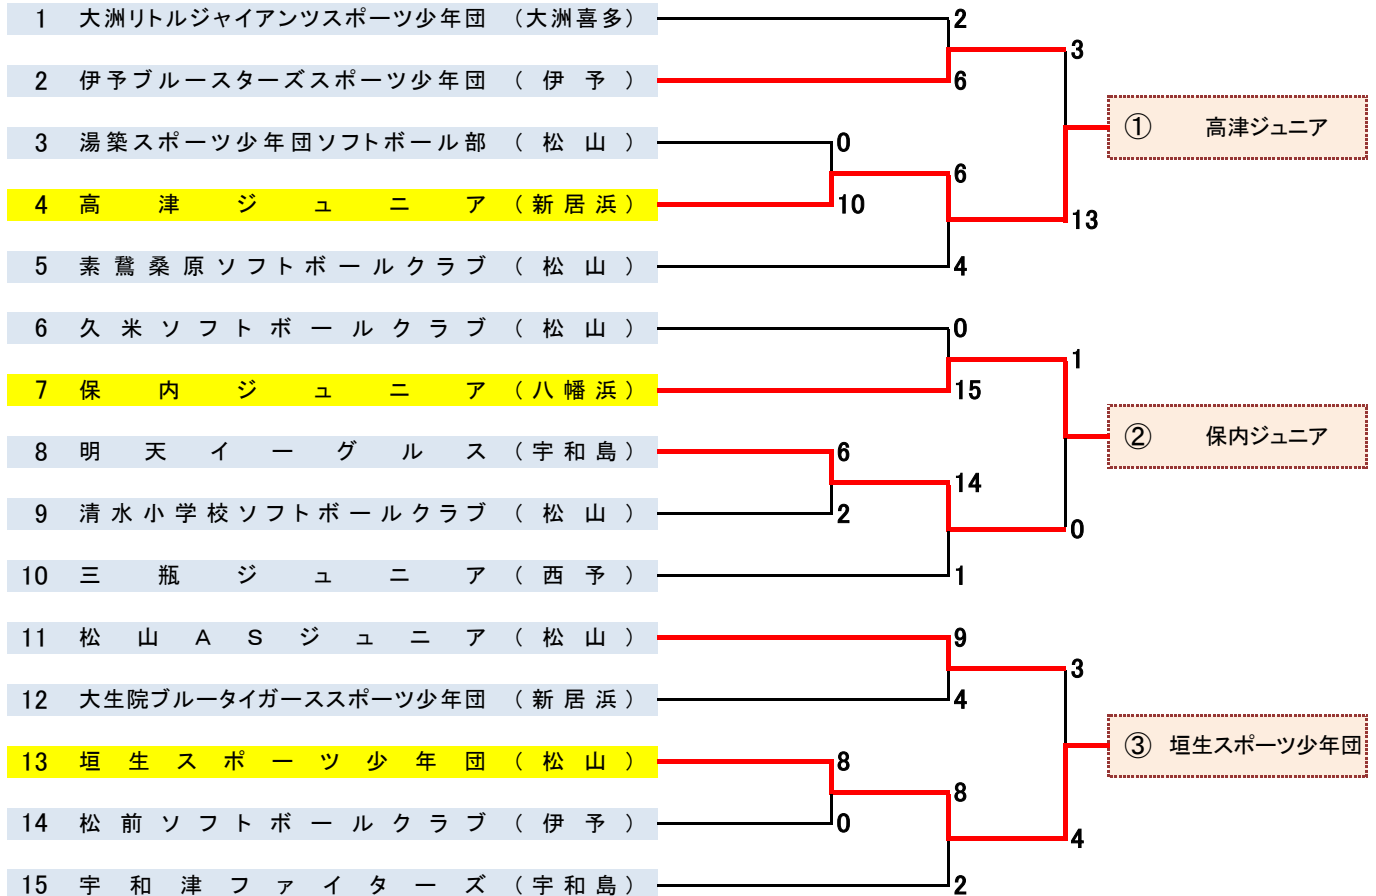 1 大洲リトルジャイアンツスポーツ少年団 (大洲喜多) 2
3
2 伊予ブルースターズスポーツ少年団 ( 伊 予 ) 6
① 高津ジュニア
3 湯築スポーツ少年団ソフトボール部 ( 松 山 ) 0
6
4 高津ジュニア (新居浜) 10
13
5 素鵞桑原ソフトボールクラブ ( 松 山 ) 4
6 久米ソフトボールクラブ ( 松 山 ) 0
1
7 保内ジュニア (八幡浜) 15
② 保内ジュニア
8 明天イーグルス (宇和島) 6
14
9 清水小学校ソフトボールクラブ ( 松 山 ) 2
0
10 三瓶ジュニア ( 西 予 ) 1
11 松山ASジュニア ( 松 山 ) 9
3
12 大生院ブルータイガーススポーツ少年団 (新居浜) 4
③ 垣生スポーツ少年団
13 垣生スポーツ少年団 ( 松 山 ) 8
8
14 松前ソフトボールクラブ ( 伊 予 ) 0
4
15 宇和津ファイターズ (宇和島) 2